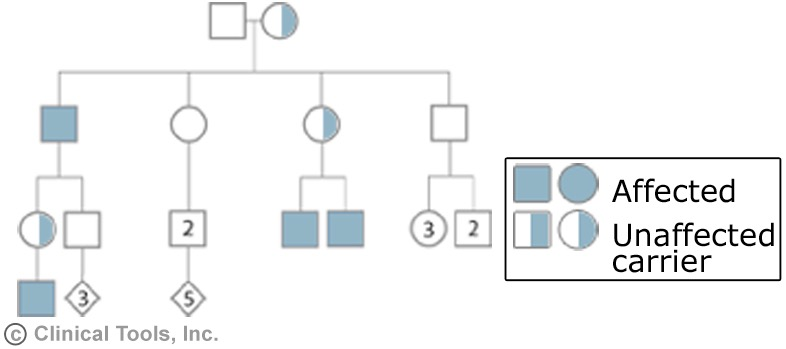 2
3
2
3
5
Affected
Unaffected
carrier
© Clinical Tools, Inc.